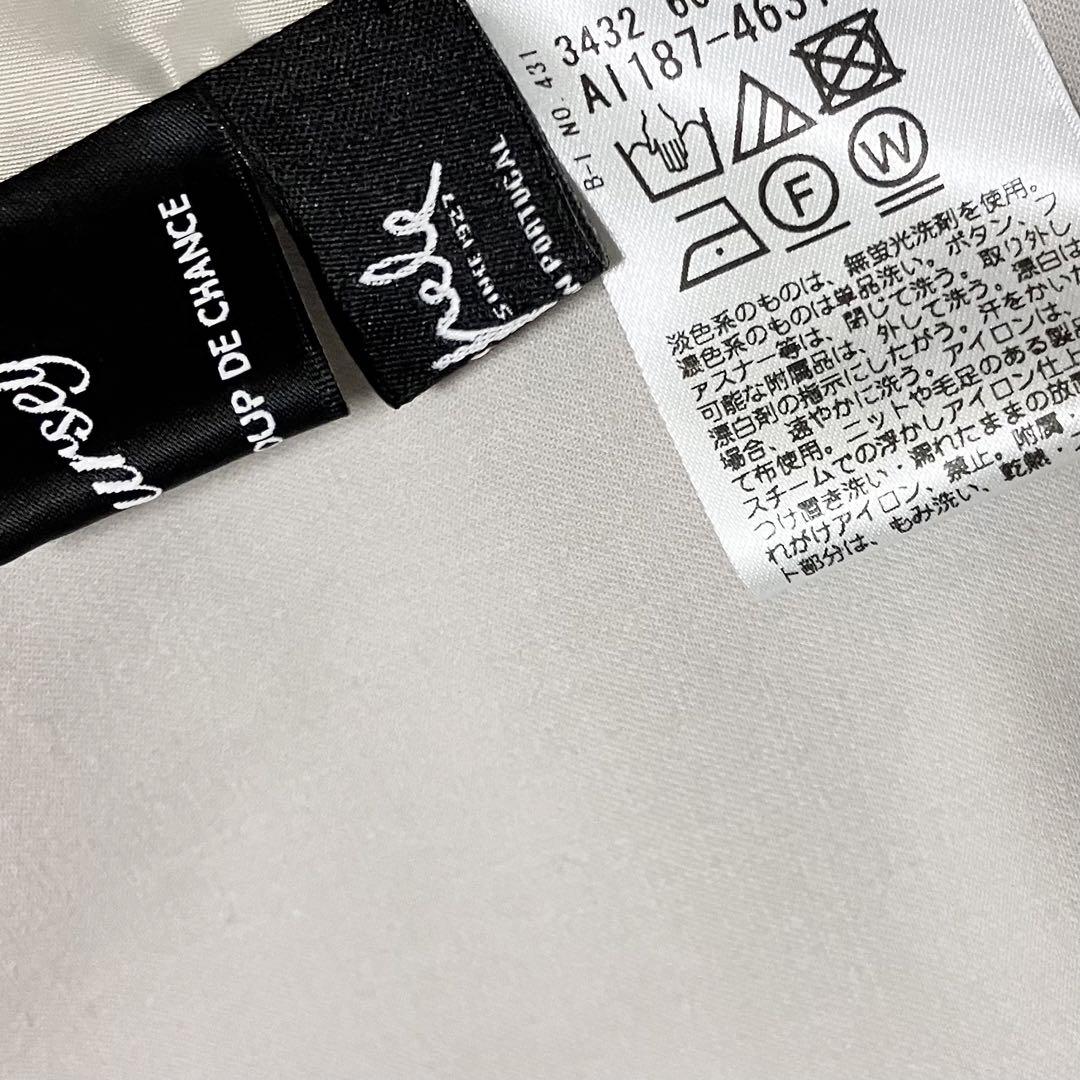 DE CHANCE
SINCE 1927
PORTUGAL
B-1 NO. 431
3432
AI187-463
F
W
淡色系のものは、無蛍光洗剤を使用。
濃色系のものは単品洗い。ボタン、フ
ァスナー等は、閉じて洗う。取り外し
可能な附属品は、外して洗う。漂白は
漂白剤の指示にしたがう。汗をかいた
場合、速やかに洗う。アイロンは、
て布使用。ニットや毛足のある製品
スチームでの浮かしアイロン仕上
つけ置き洗い・濡れたままの放置
れがけアイロン、禁止。附属・
ト部分は、もみ洗い、乾熱・